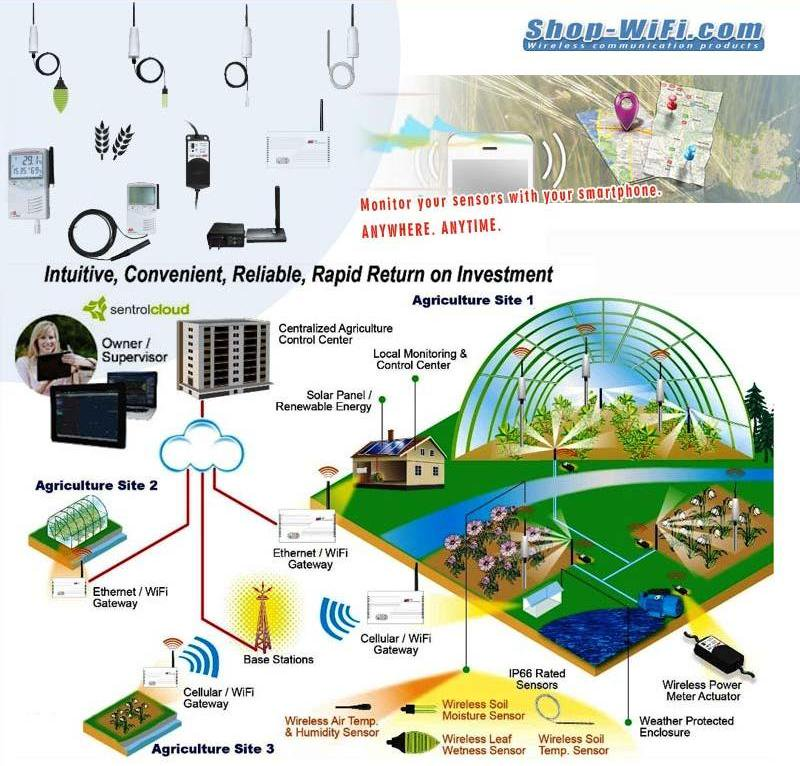 Shop-WiFi.com
Wireless communication products
29.1
Monitor your sensors with your smartphone.
ANYWHERE. ANYTIME.
Intuitive, Convenient, Reliable, Rapid Return on Investment
sentrolcloud
Owner /
Supervisor
Centralized Agriculture
Control Center
Agriculture Site 1
Local Monitoring &
Control Center
Solar Panel /
Renewable Energy
Agriculture Site 2
Ethernet / WiFi
Gateway
Ethernet / WiFi
Gateway
Cellular / WiFi
Gateway
Base Stations
Cellular / WiFi
Gateway
Agriculture Site 3
IP66 Rated
Sensors
Wireless Power
Meter Actuator
Wireless Air Temp.
& Humidity Sensor
Wireless Soil
Moisture Sensor
Wireless Leaf
Wetness Sensor
Wireless Soil
Temp. Sensor
Weather Protected
Enclosure